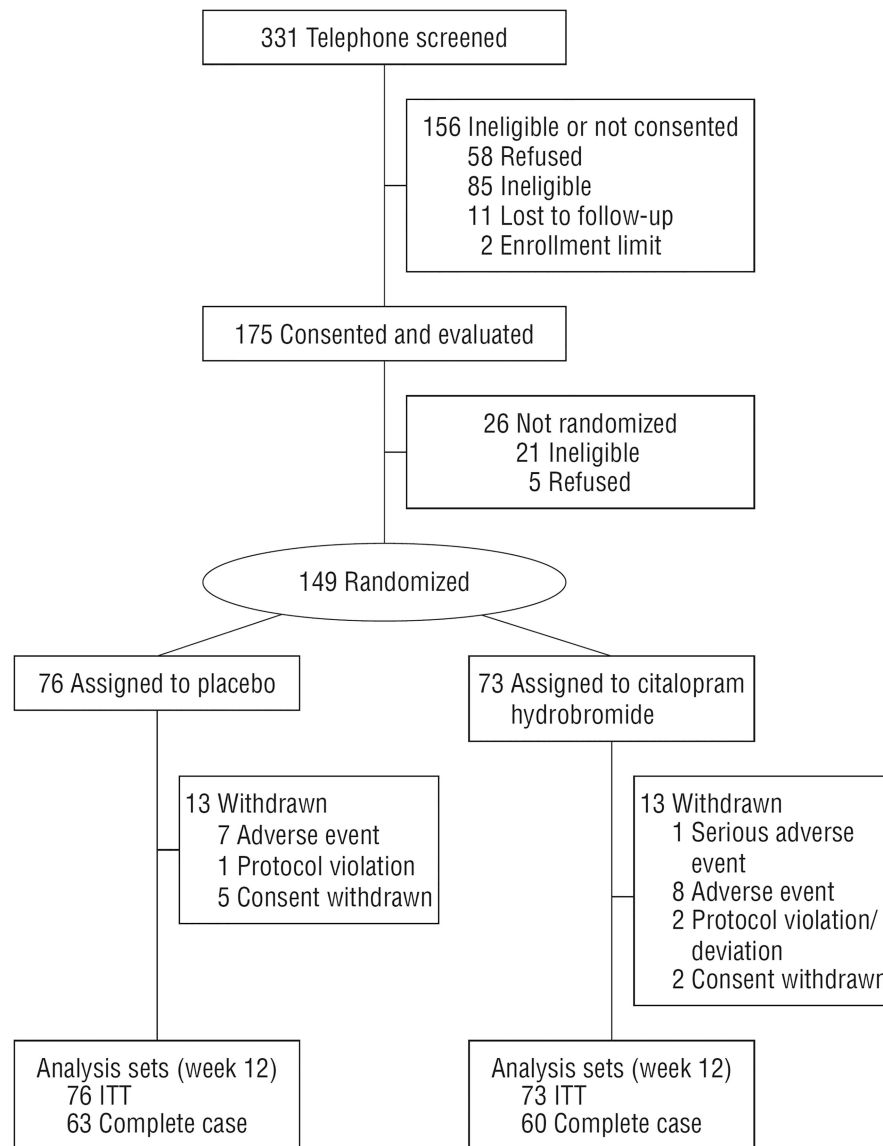 331 Telephone screened
156 Ineligible or not consented
58 Refused
85 Ineligible
11 Lost to follow-up
2 Enrollment limit
175 Consented and evaluated
26 Not randomized
21 Ineligible
5 Refused
149 Randomized
76 Assigned to placebo
73 Assigned to citalopram
hydrobromide
13 Withdrawn
7 Adverse event
1 Protocol violation
5 Consent withdrawn
13 Withdrawn
1 Serious adverse
event
8 Adverse event
2 Protocol violation/
deviation
2 Consent withdrawn
Analysis sets (week 12)
76 ITT
63 Complete case
Analysis sets (week 12)
73 ITT
60 Complete case